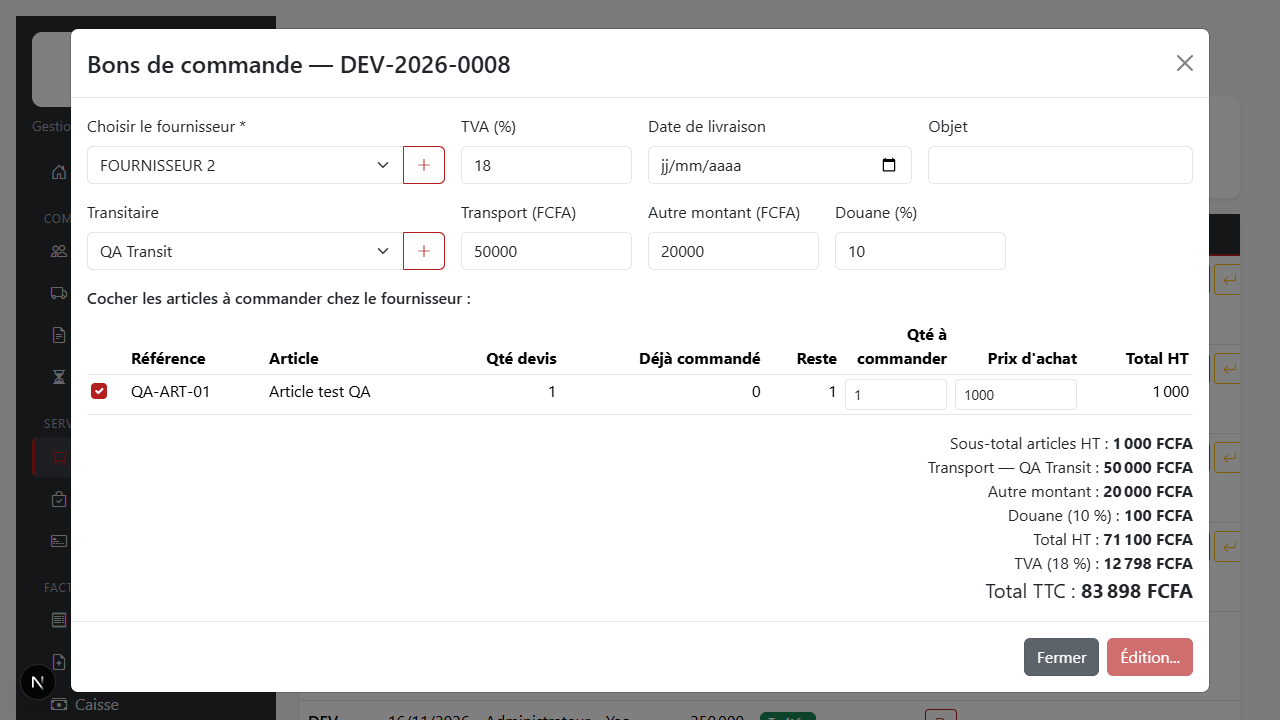 Bons de commande — DEV-2026-0008
Gestio
Choisir le fournisseur * TVA (%) Date de livraison Objet
FOURNISSEUR 2 + 18 jj/mm/aaaa
Transitaire Transport (FCFA) Autre montant (FCFA) Douane (%)
QA Transit + 50000 20000 10
COM
Cocher les articles à commander chez le fournisseur :
Référence Article Qté devis Déjà commandé Reste Qté à commander Prix d'achat Total HT
QA-ART-01 Article test QA 1 0 1 1 1000 1 000
SERV
Sous-total articles HT : 1 000 FCFA
Transport — QA Transit : 50 000 FCFA
Autre montant : 20 000 FCFA
Douane (10 %) : 100 FCFA
Total HT : 71 100 FCFA
TVA (18 %) : 12 798 FCFA
Total TTC : 83 898 FCFA
FACT
Fermer Édition...
N
Caisse